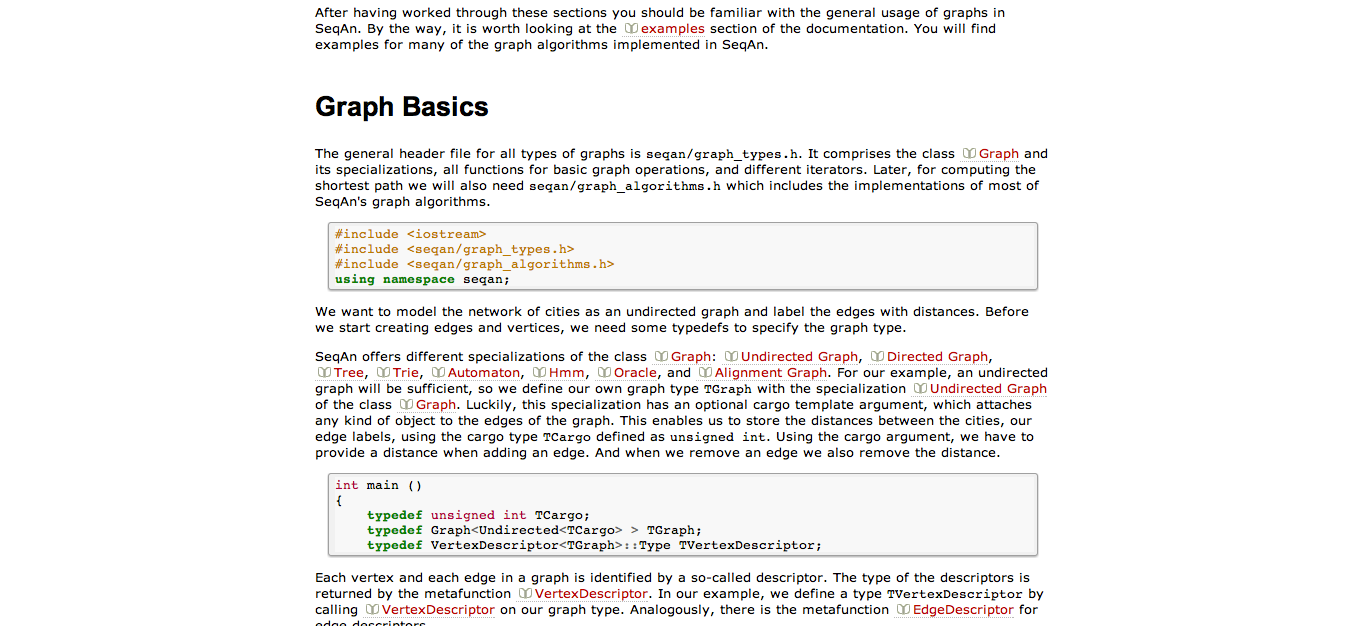 After having worked through these sections you should be familiar with the general usage of graphs in
SeqAn. By the way, it is worth looking at the examples section of the documentation. You will find
examples for many of the graph algorithms implemented in SeqAn.
Graph Basics
The general header file for all types of graphs is seqan/graph_types.h. It comprises the class Graph and
its specializations, all functions for basic graph operations, and different iterators. Later, for computing the
shortest path we will also need seqan/graph_algorithms.h which includes the implementations of most of
SeqAn's graph algorithms.
#include <iostream>
#include <seqan/graph_types.h>
#include <seqan/graph_algorithms.h>
using namespace seqan;
We want to model the network of cities as an undirected graph and label the edges with distances. Before
we start creating edges and vertices, we need some typedefs to specify the graph type.
SeqAn offers different specializations of the class Graph: Undirected Graph, Directed Graph,
Tree, Trie, Automaton, Hmm, Oracle, and Alignment Graph. For our example, an undirected
graph will be sufficient, so we define our own graph type TGraph with the specialization Undirected Graph
of the class Graph. Luckily, this specialization has an optional cargo template argument, which attaches
any kind of object to the edges of the graph. This enables us to store the distances between the cities, our
edge labels, using the cargo type TCargo defined as unsigned int. Using the cargo argument, we have to
provide a distance when adding an edge. And when we remove an edge we also remove the distance.
int main ()
{
    typedef unsigned int TCargo;
    typedef Graph<Undirected<TCargo> > TGraph;
    typedef VertexDescriptor<TGraph>::Type TVertexDescriptor;
Each vertex and each edge in a graph is identified by a so-called descriptor. The type of the descriptors is
returned by the metafunction VertexDescriptor. In our example, we define a type TVertexDescriptor by
calling VertexDescriptor on our graph type. Analogously, there is the metafunction EdgeDescriptor for
edge descriptors.